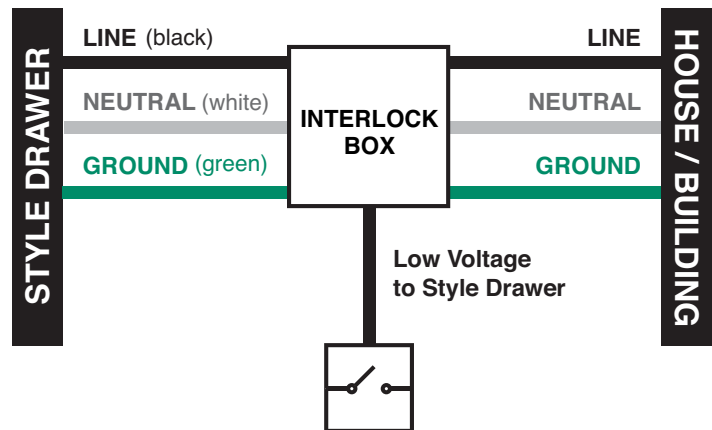 STYLE DRAWER
LINE (black)
NEUTRAL (white)
GROUND (green)
INTERLOCK
BOX
LINE
NEUTRAL
GROUND
HOUSE / BUILDING
Low Voltage
to Style Drawer